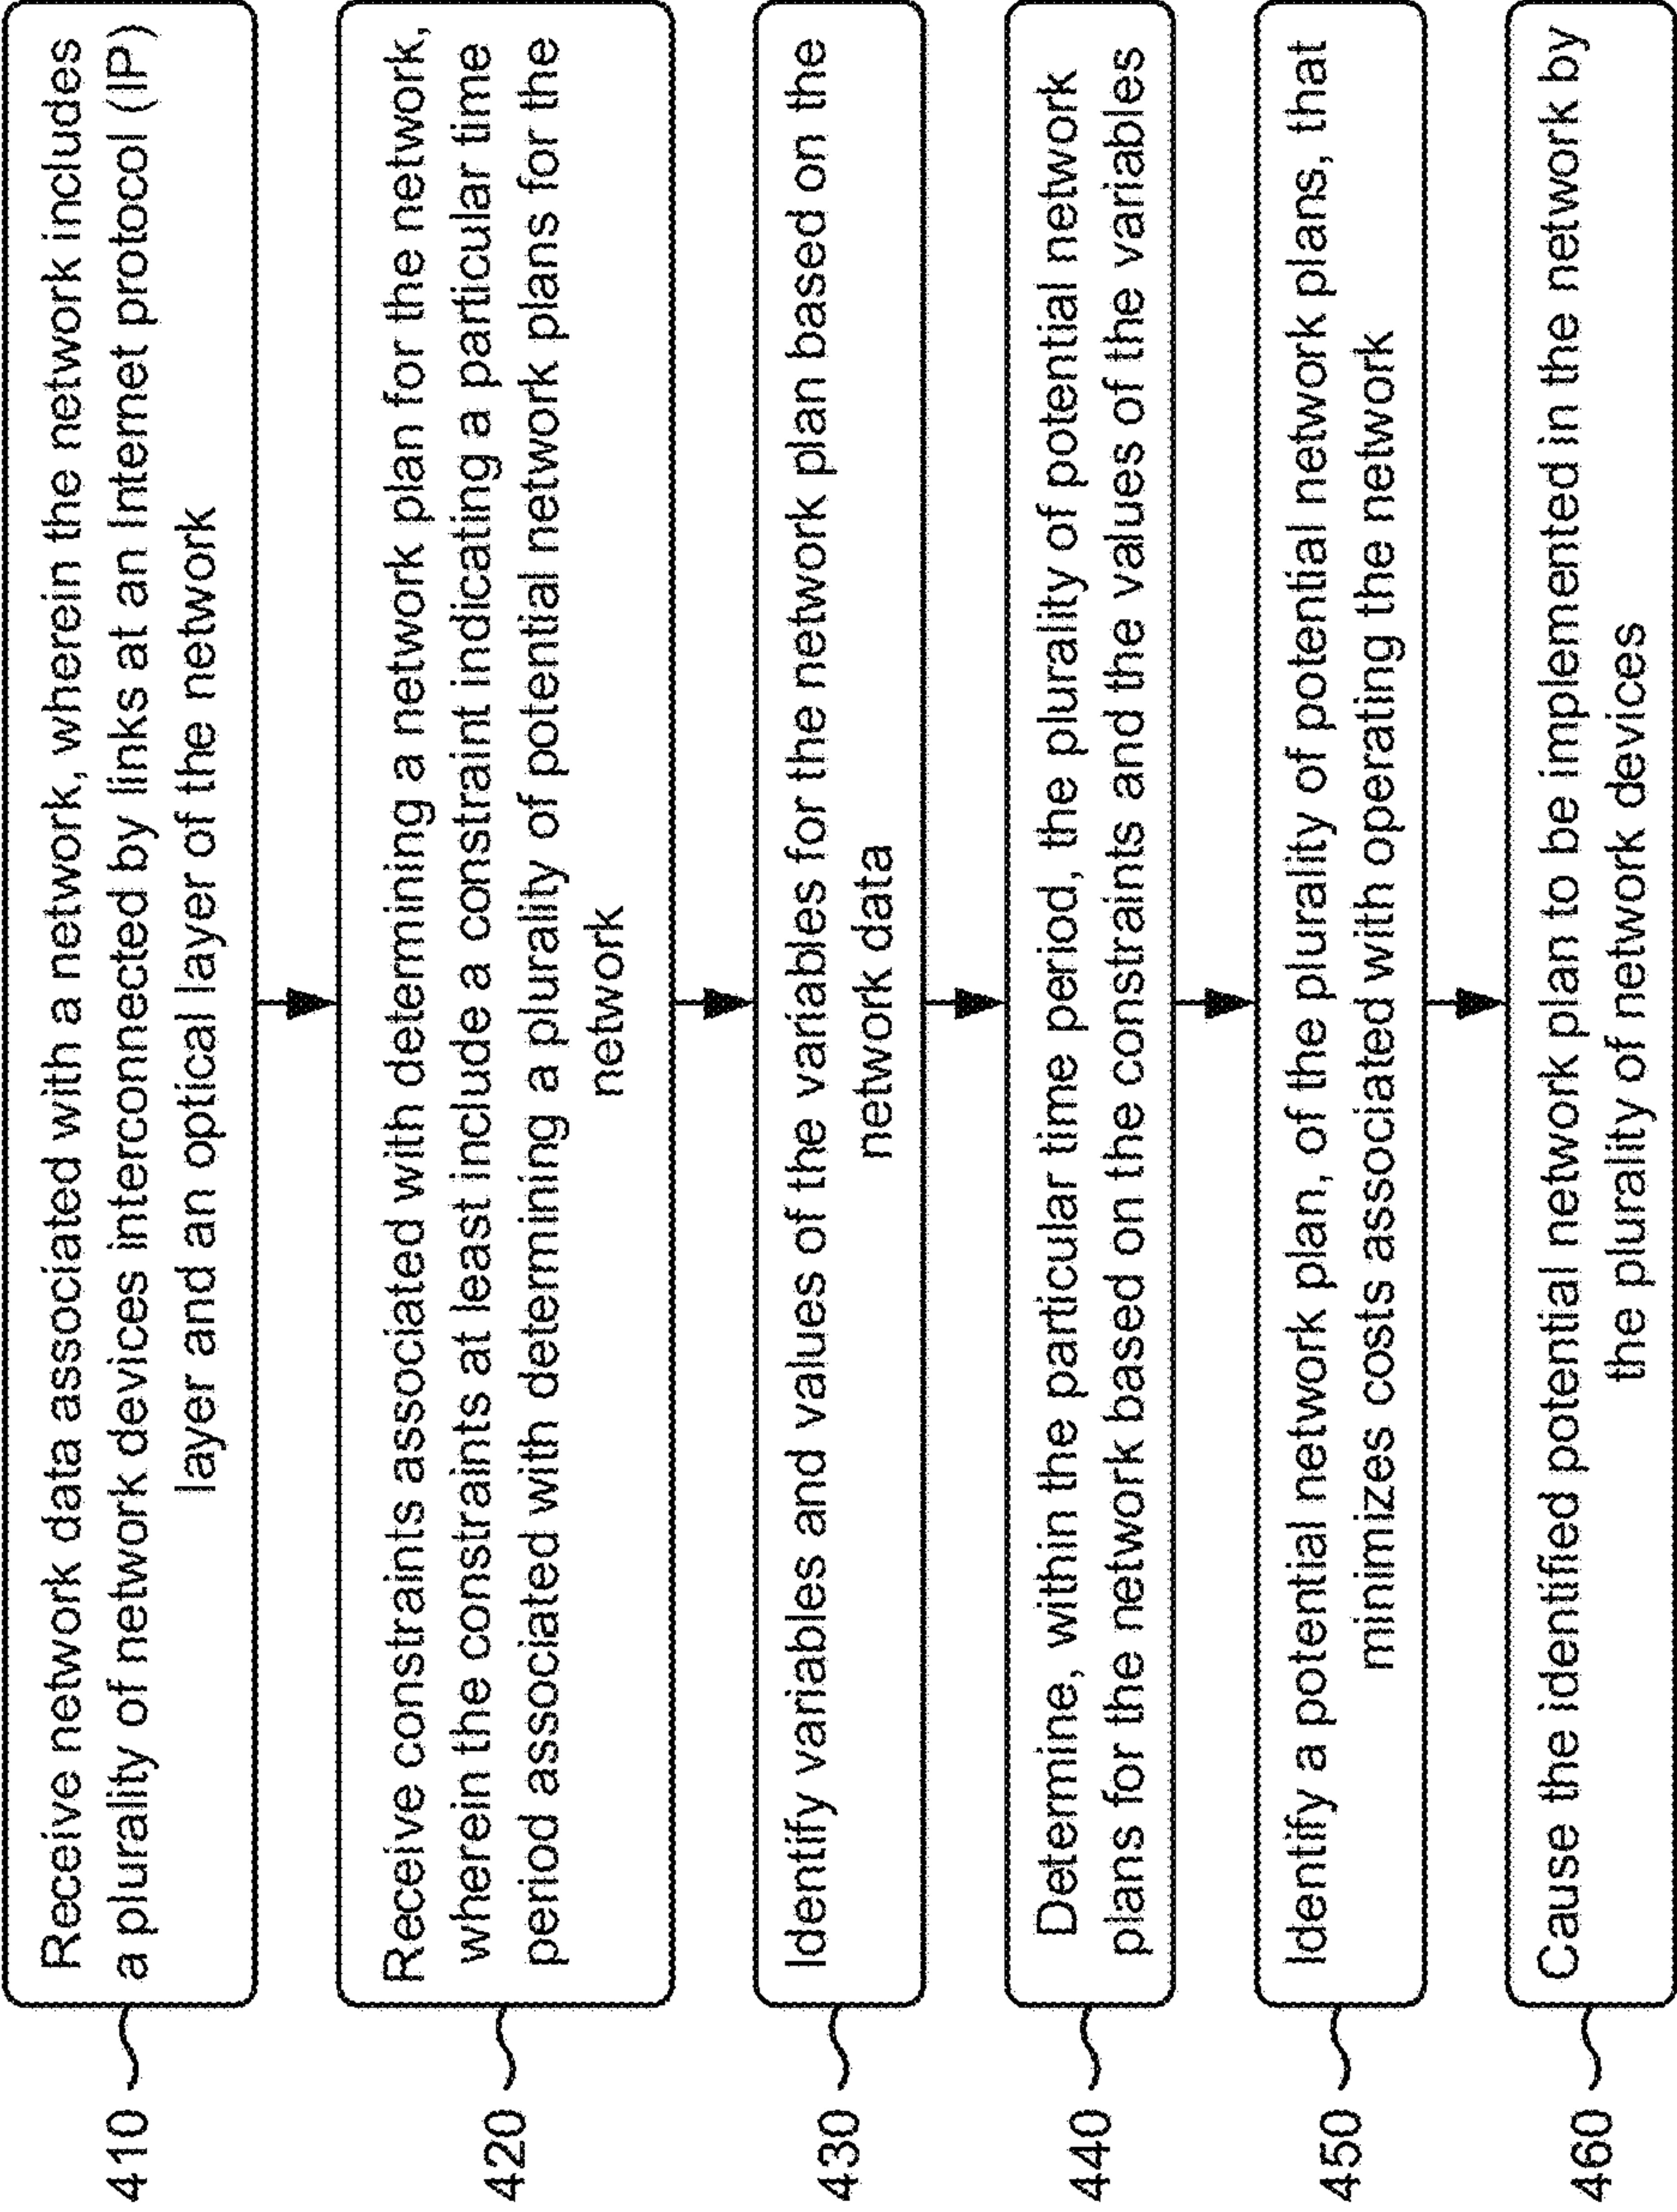 410
Receive network data associated with a network, wherein the network includes
a plurality of network devices interconnected by links at an Internet protocol (IP)
layer and an optical layer of the network
420
Receive constraints associated with determining a network plan for the network,
wherein the constraints at least include a constraint indicating a particular time
period associated with determining a plurality of potential network plans for the
network
430
Identify variables and values of the variables for the network plan based on the
network data
440
Determine, within the particular time period, the plurality of potential network
plans for the network based on the constraints and the values of the variables
450
Identify a potential network plan, of the plurality of potential network plans, that
minimizes costs associated with operating the network
460
Cause the identified potential network plan to be implemented in the network by
the plurality of network devices